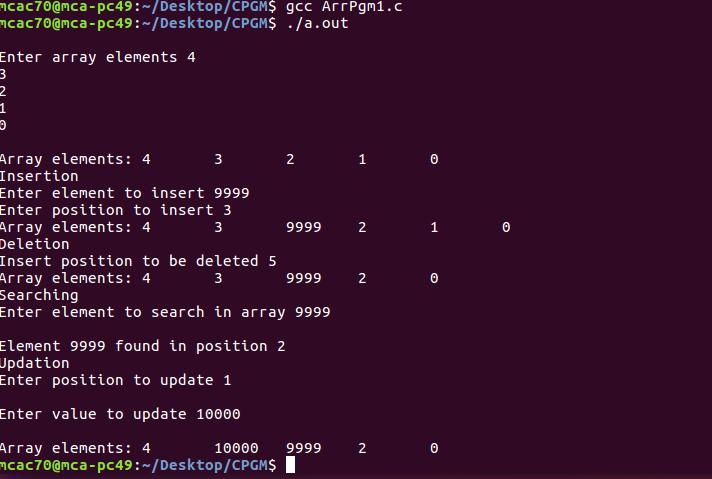 mcac70@mca-pc49:~/Desktop/CPGM$ gcc ArrPgm1.c
mcac70@mca-pc49:~/Desktop/CPGM$ ./a.out
Enter array elements 4
3
2
1
0
Array elements: 4 3 2 1 0
Insertion
Enter element to insert 9999
Enter position to insert 3
Array elements: 4 3 9999 2 1 0
Deletion
Insert position to be deleted 5
Array elements: 4 3 9999 2 0
Searching
Enter element to search in array 9999
Element 9999 found in position 2
Updation
Enter position to update 1
Enter value to update 10000
Array elements: 4 10000 9999 2 0
mcac70@mca-pc49:~/Desktop/CPGM$